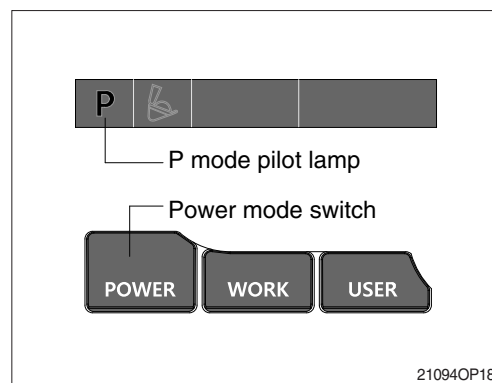 P
P mode pilot lamp
Power mode switch
POWER WORK USER
21094OP18